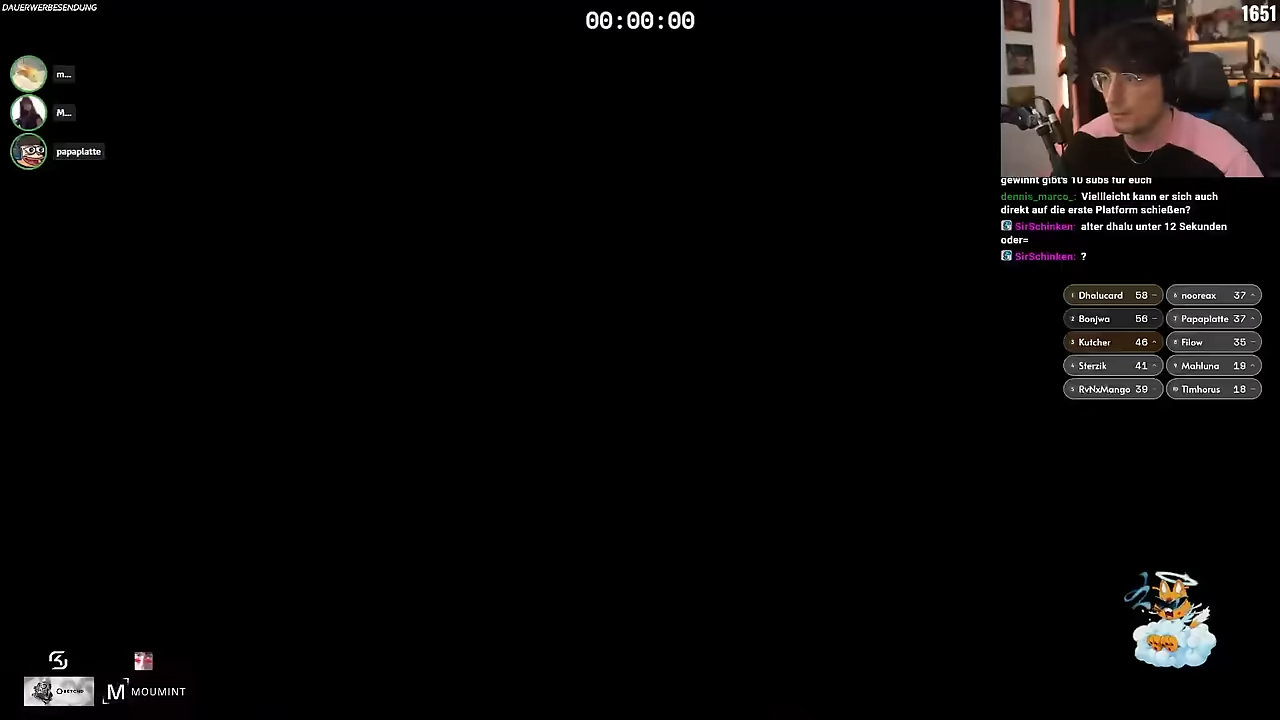 DAUERWERBESENDUNG
00:00:00
1651
m...
M...
papaplatte
gewinnt gibt's 10 subs für euch
dennis_marco_: Viellleicht kann er sich auch
direkt auf die erste Platform schießen?
SirSchinken: alter dhalu unter 12 Sekunden
oder=
SirSchinken: ?
1 Dhalucard 58
6 nooreax 37
2 Bonjwa 56
7 Papaplatte 37
3 Kutcher 46
8 Filow 35
4 Sterzik 41
9 Mahluna 19
5 RvNxMango 39
10 Timhorus 18
MOUMINT